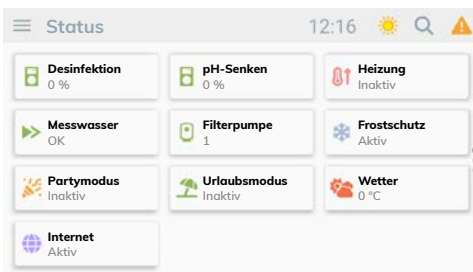 Status 12:16
Desinfektion
0 %
pH-Senken
0 %
Heizung
Inaktiv
Messwasser
OK
Filterpumpe
1
Frostschutz
Aktiv
Partymodus
Inaktiv
Urlaubsmodus
Inaktiv
Wetter
0 °C
Internet
Aktiv